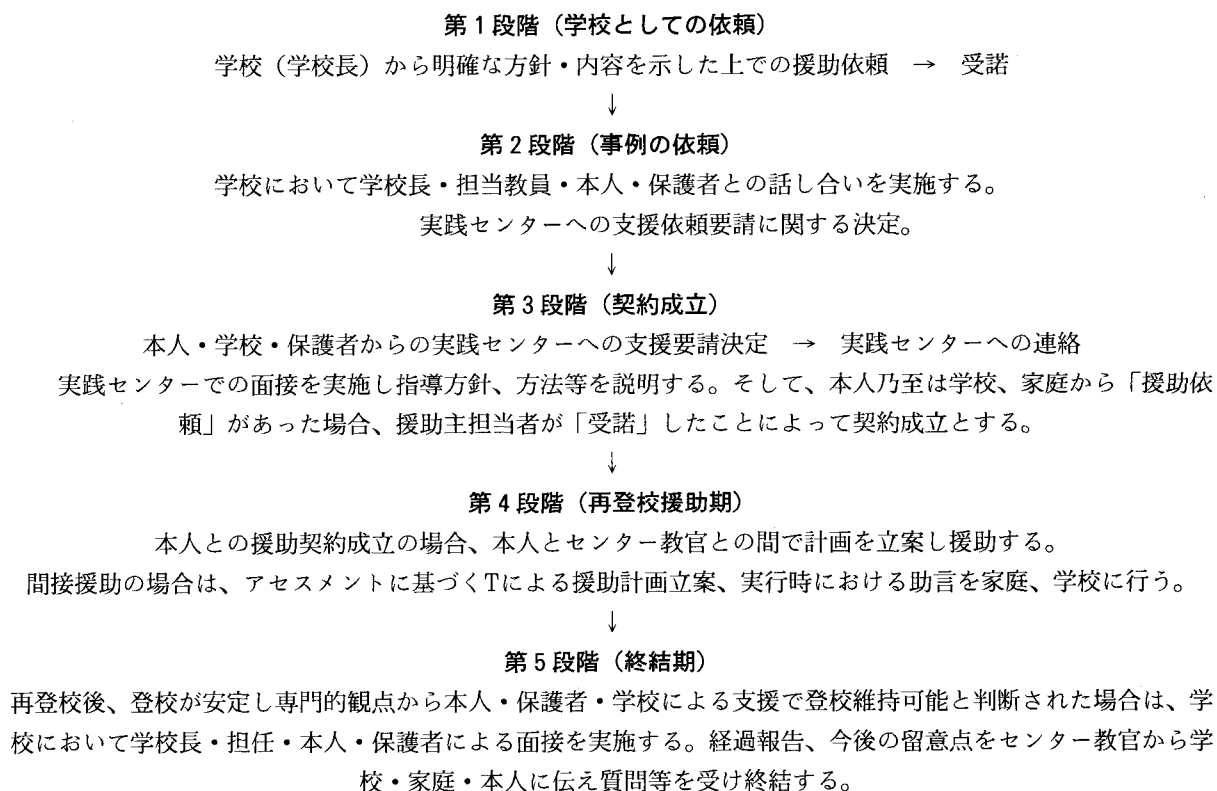 第1段階（学校としての依頼）
学校（学校長）から明確な方針・内容を示した上での援助依頼　→　受諾
↓
第2段階（事例の依頼）
学校において学校長・担当教員・本人・保護者との話し合いを実施する。
実践センターへの支援依頼要請に関する決定。
↓
第3段階（契約成立）
本人・学校・保護者からの実践センターへの支援要請決定　→　実践センターへの連絡
実践センターでの面接を実施し指導方針、方法等を説明する。そして、本人乃至は学校、家庭から「援助依
頼」があった場合、援助主担当者が「受諾」したことによって契約成立とする。
↓
第4段階（再登校援助期）
本人との援助契約成立の場合、本人とセンター教官との間で計画を立案し援助する。
間接援助の場合は、アセスメントに基づくTによる援助計画立案、実行時における助言を家庭、学校に行う。
↓
第5段階（終結期）
再登校後、登校が安定し専門的観点から本人・保護者・学校による支援で登校維持可能と判断された場合は、学
校において学校長・担任・本人・保護者による面接を実施する。経過報告、今後の留意点をセンター教官から学
校・家庭・本人に伝え質問等を受け終結する。